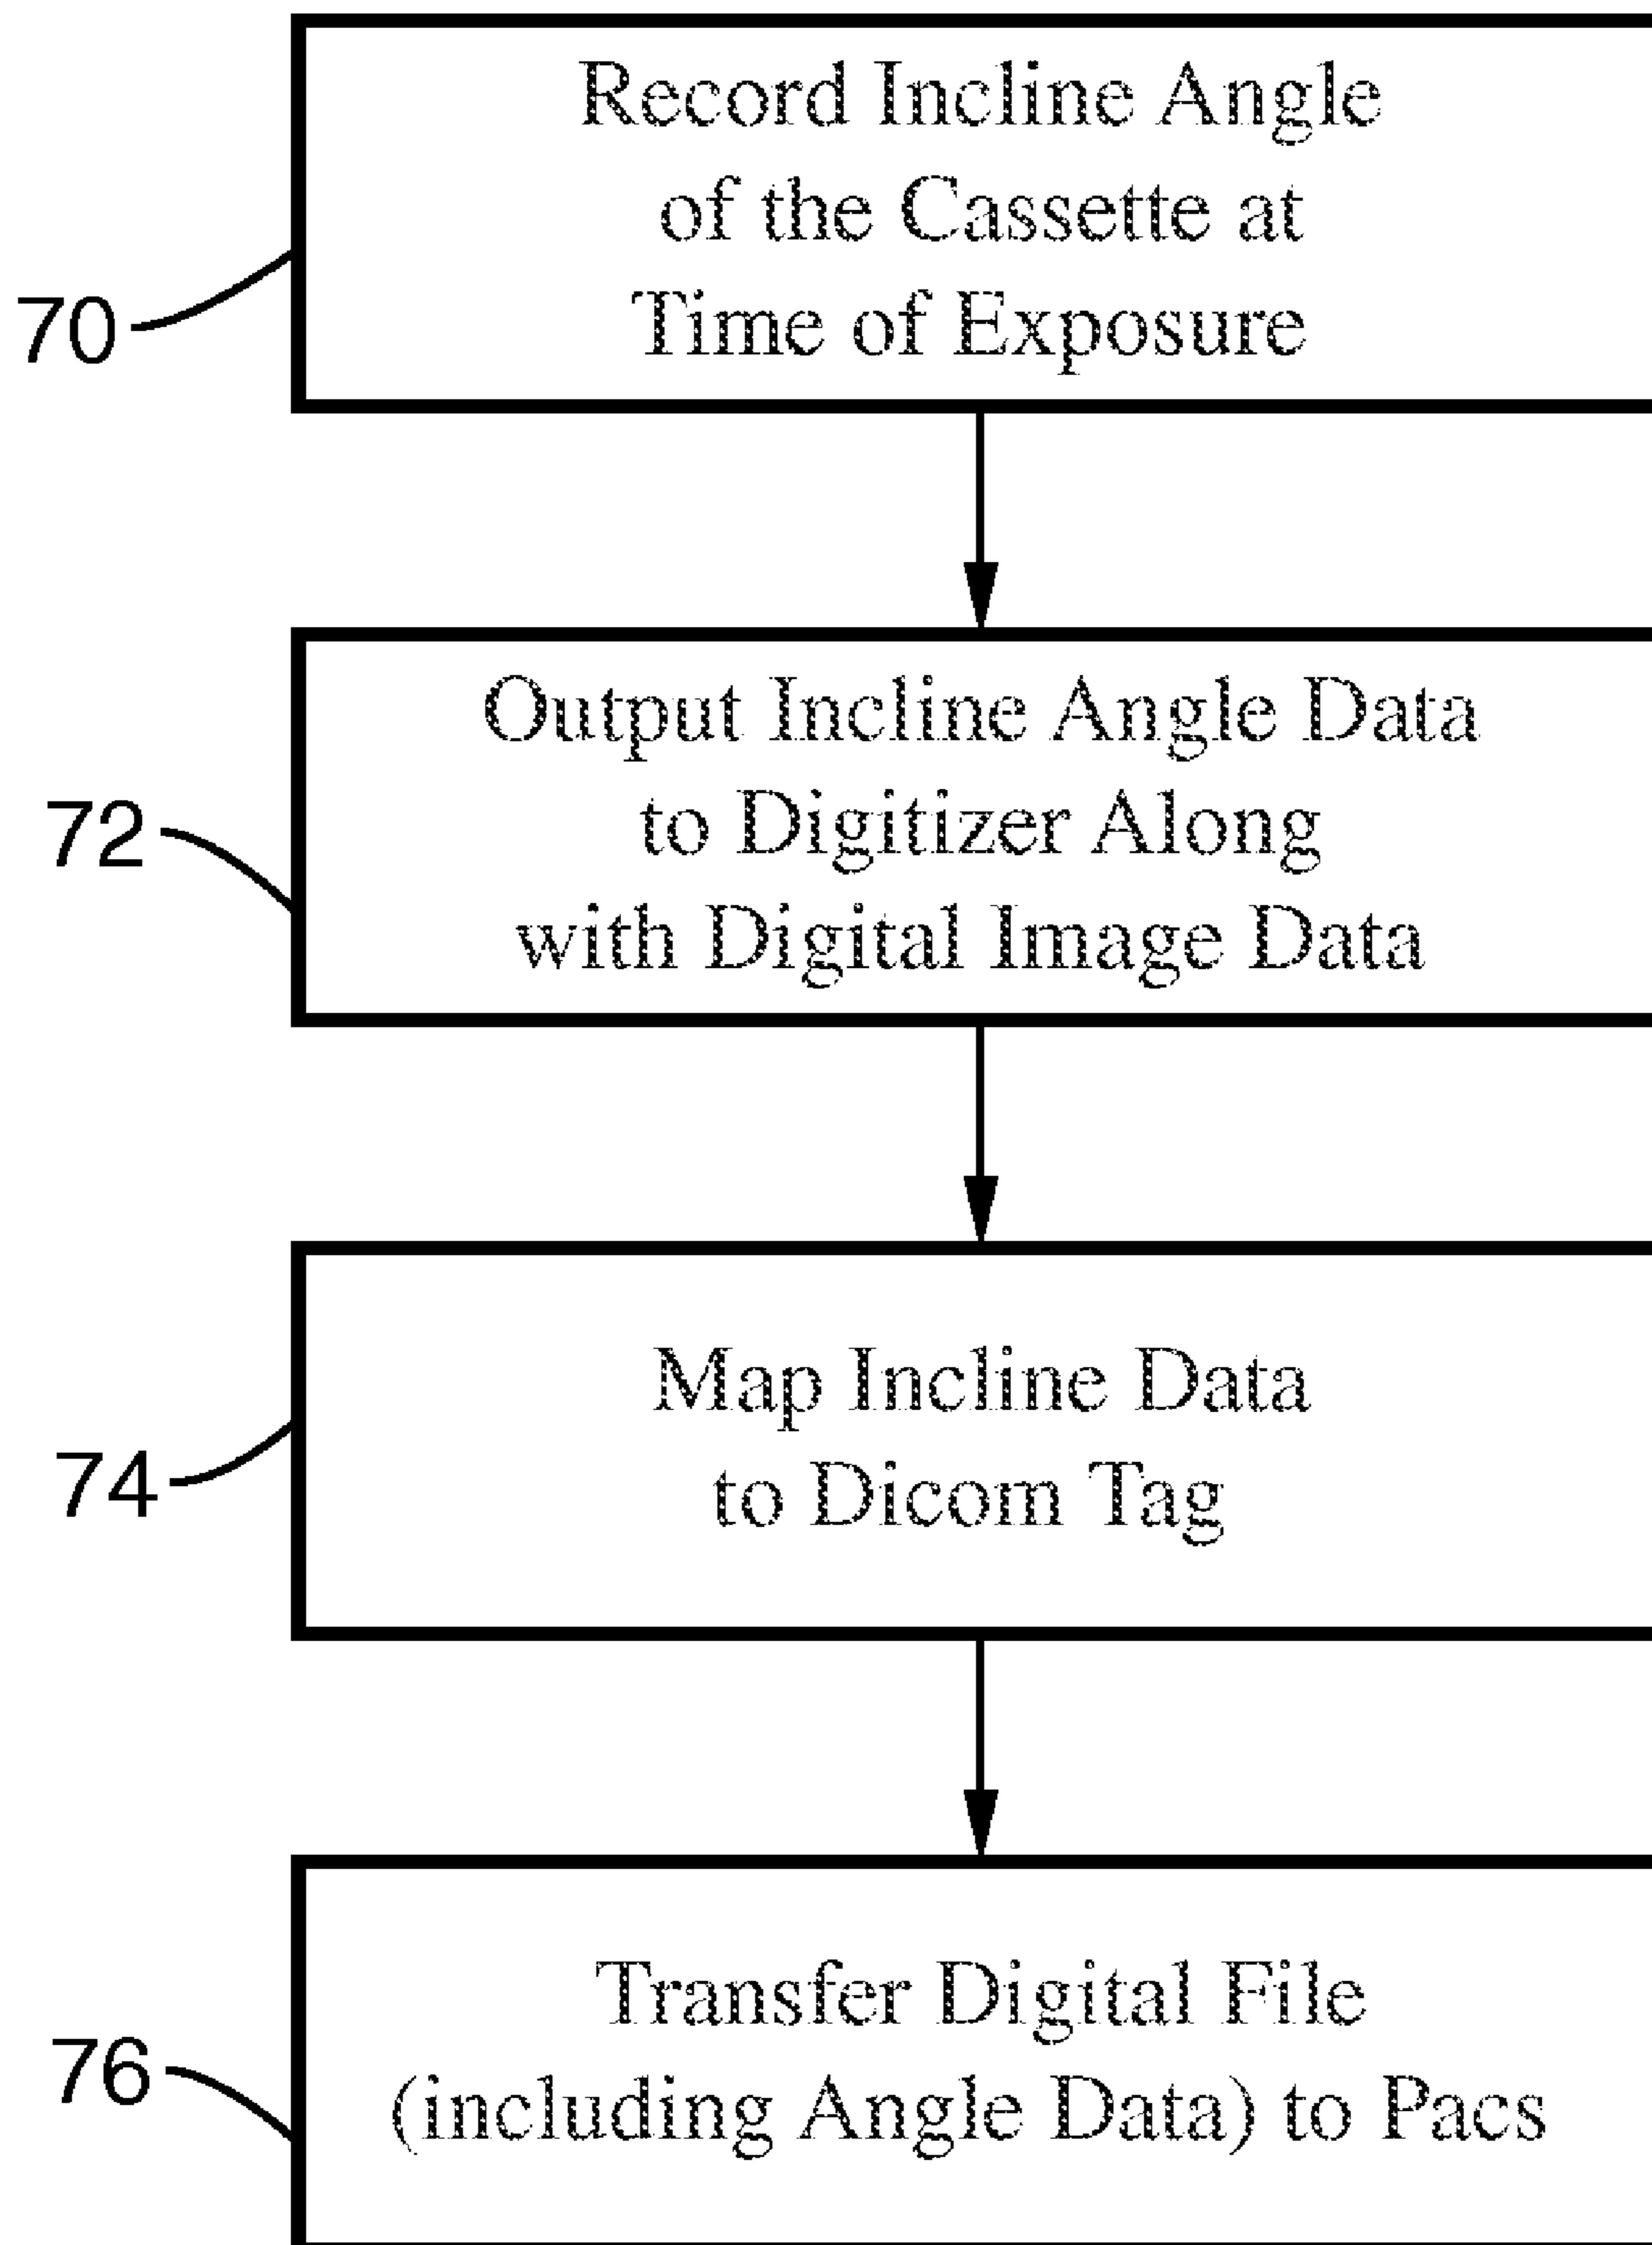 Record Incline Angle
of the Cassette at
Time of Exposure
70
Output Incline Angle Data
to Digitizer Along
with Digital Image Data
72
Map Incline Data
to Dicom Tag
74
Transfer Digital File
(including Angle Data) to Pacs
76